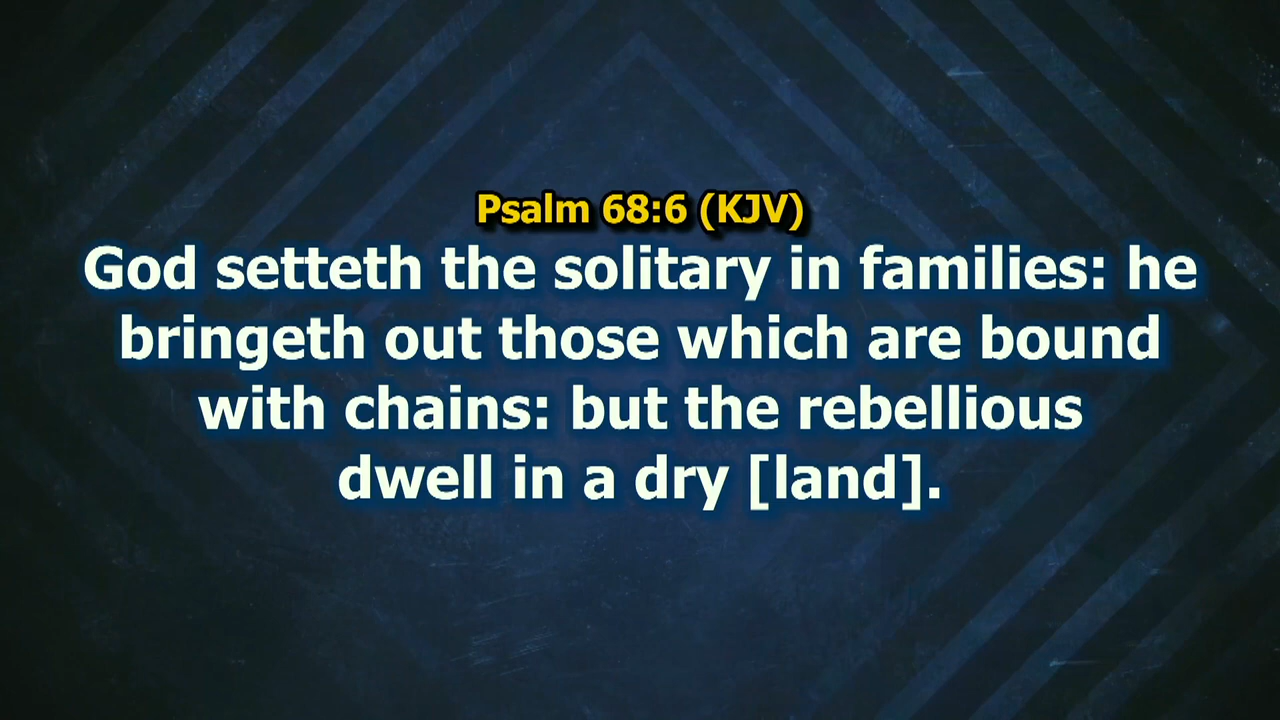 Psalm 68:6 (KJV)
God setteth the solitary in families: he
bringeth out those which are bound
with chains: but the rebellious
dwell in a dry [land].